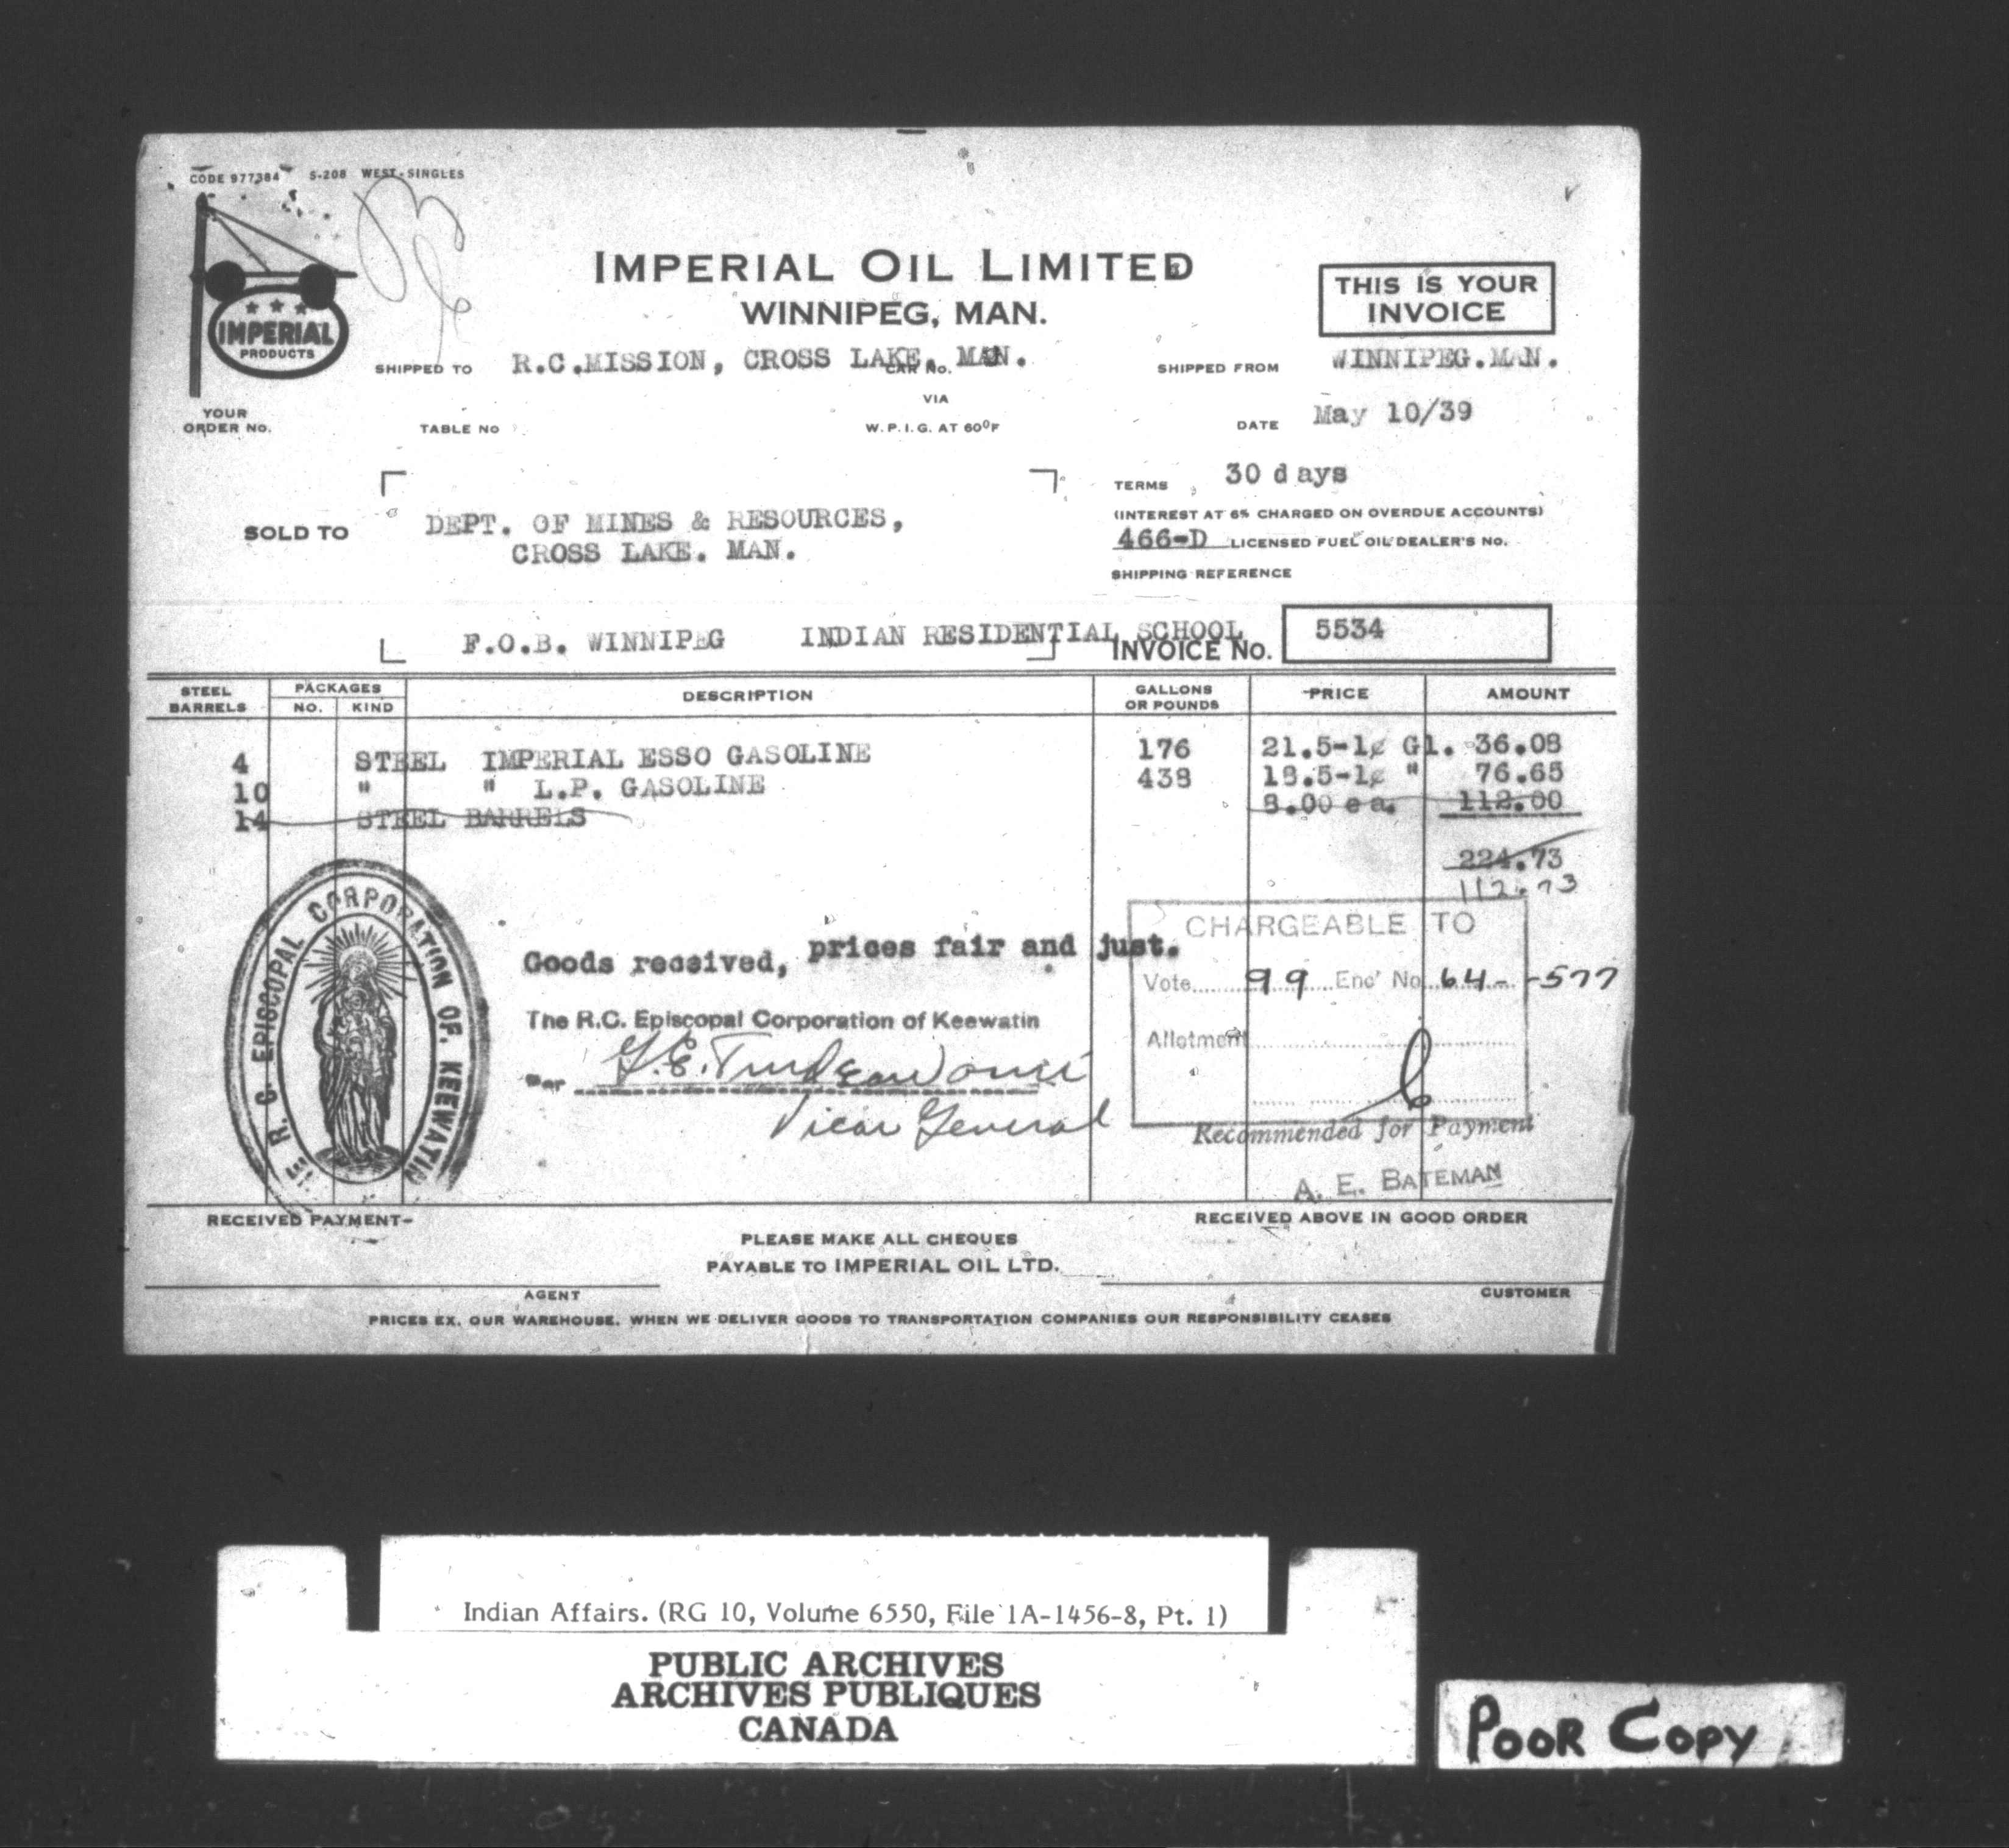 CODE 977384 S-208 WEST-SINGLES
IMPERIAL
PRODUCTS
IMPERIAL OIL LIMITED
WINNIPEG, MAN.
THIS IS YOUR
INVOICE
SHIPPED TO R.C.MISSION, CROSS LAKE. MAN.
CAR NO.
SHIPPED FROM WINNIPEG.MAN.
VIA
YOUR
ORDER NO.
TABLE NO
W.P.I.G. AT 60°F
DATE May 10/39
TERMS 30 days
(INTEREST AT 6% CHARGED ON OVERDUE ACCOUNTS)
SOLD TO DEPT. OF MINES & RESOURCES,
CROSS LAKE. MAN.
466-D LICENSED FUEL OIL DEALER'S NO.
SHIPPING REFERENCE
F.O.B. WINNIPEG INDIAN RESIDENTIAL SCHOOL
INVOICE NO. 5534
STEEL BARRELS PACKAGES NO. KIND DESCRIPTION GALLONS OR POUNDS PRICE AMOUNT
4 STEEL IMPERIAL ESSO GASOLINE 176 21.5-1¢ Gl. 36.08
10 " " L.P. GASOLINE 438 18.5-1¢ " 76.65
14 STEEL BARRELS 8.00 ea. 112.00
224.73
112.73
R. C. EPISCOPAL CORPORATION OF KEEWATIN
Goods received, prices fair and just.
The R.C. Episcopal Corporation of Keewatin
Per
Vicar General
CHARGEABLE TO
Vote 99 Enc' No 64--577
Allotment
Recommended for Payment
A. E. BATEMAN
RECEIVED PAYMENT-
RECEIVED ABOVE IN GOOD ORDER
PLEASE MAKE ALL CHEQUES
PAYABLE TO IMPERIAL OIL LTD.
AGENT
CUSTOMER
PRICES EX. OUR WAREHOUSE. WHEN WE DELIVER GOODS TO TRANSPORTATION COMPANIES OUR RESPONSIBILITY CEASES
Indian Affairs. (RG 10, Volume 6550, File 1A-1456-8, Pt. 1)
PUBLIC ARCHIVES
ARCHIVES PUBLIQUES
CANADA
POOR COPY